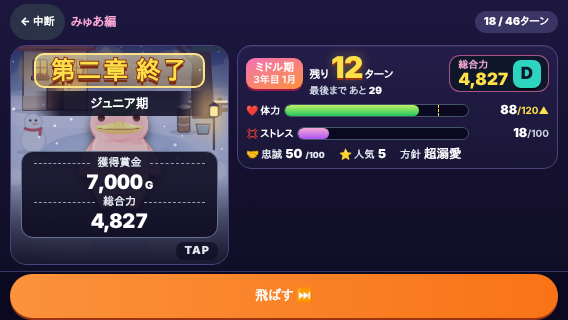 ← 中断
みゅあ編
18 / 46ターン
第二章 終了
ジュニア期
獲得賞金
7,000G
総合力
4,827
TAP
ミドル期
3年目 1月
残り 12 ターン
最後まで あと 29
総合力
4,827 D
体力 88/120▲
ストレス 18/100
忠誠 50 /100 人気 5 方針 超溺愛
飛ばす